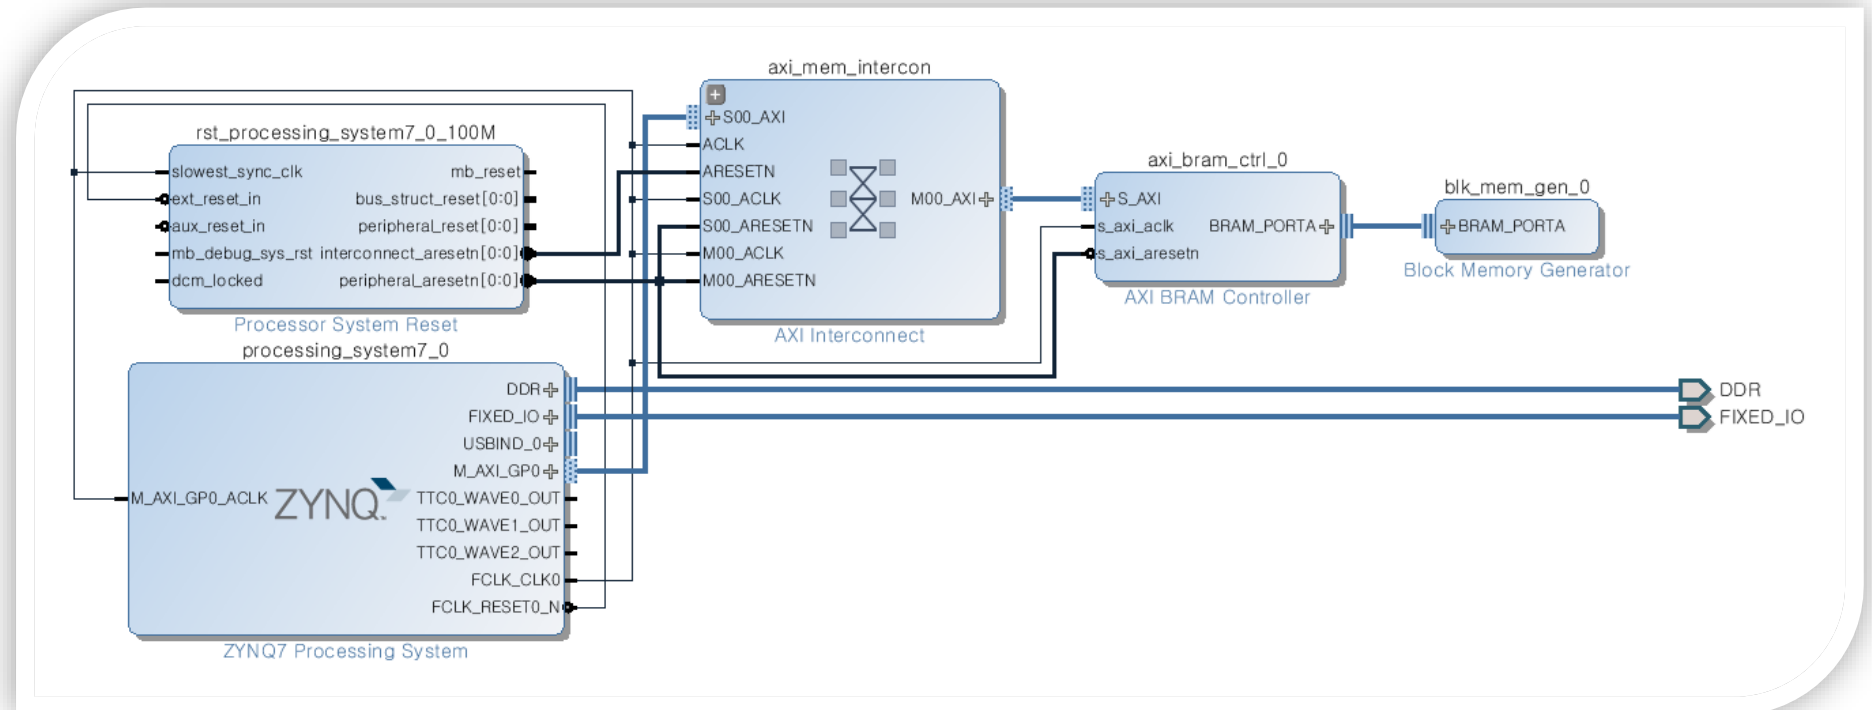 axi_mem_intercon
S00_AXI
ACLK
ARESETN
S00_ACLK
S00_ARESETN
M00_ACLK
M00_ARESETN
M00_AXI
AXI Interconnect
rst_processing_system7_0_100M
slowest_sync_clk
ext_reset_in
aux_reset_in
mb_debug_sys_rst
dcm_locked
mb_reset
bus_struct_reset[0:0]
peripheral_reset[0:0]
interconnect_aresetn[0:0]
peripheral_aresetn[0:0]
Processor System Reset
axi_bram_ctrl_0
S_AXI
s_axi_aclk
s_axi_aresetn
BRAM_PORTA
AXI BRAM Controller
blk_mem_gen_0
BRAM_PORTA
Block Memory Generator
processing_system7_0
M_AXI_GP0_ACLK
ZYNQ
DDR
FIXED_IO
USBIND_0
M_AXI_GP0
TTC0_WAVE0_OUT
TTC0_WAVE1_OUT
TTC0_WAVE2_OUT
FCLK_CLK0
FCLK_RESET0_N
ZYNQ7 Processing System
DDR
FIXED_IO